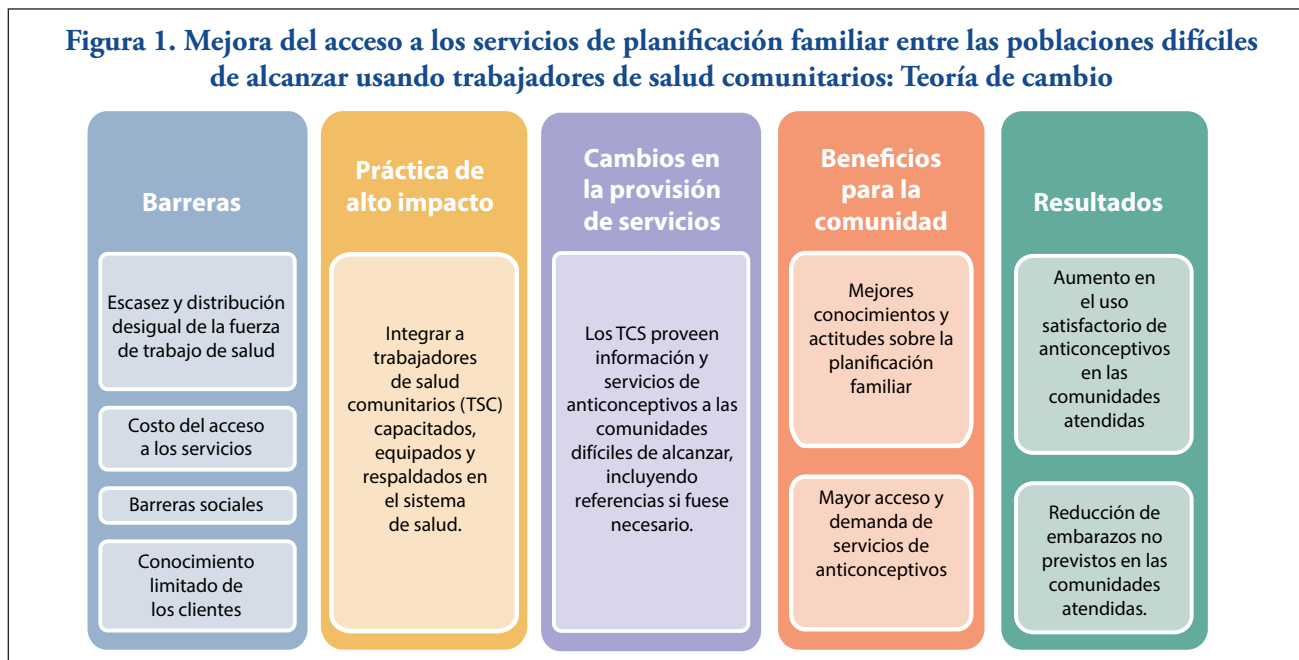 Figura 1. Mejora del acceso a los servicios de planificación familiar entre las poblaciones difíciles
de alcanzar usando trabajadores de salud comunitarios: Teoría de cambio
Barreras
Escasez y distribución
desigual de la fuerza
de trabajo de salud
Costo del acceso
a los servicios
Barreras sociales
Conocimiento
limitado de
los clientes
Práctica de
alto impacto
Integrar a
trabajadores
de salud
comunitarios (TSC)
capacitados,
equipados y
respaldados en
el sistema
de salud.
Cambios en
la provisión
de servicios
Los TCS proveen
información y
servicios de
anticonceptivos a las
comunidades
difíciles de alcanzar,
incluyendo
referencias si fuese
necesario.
Beneficios
para la
comunidad
Mejores
conocimientos y
actitudes sobre la
planificación
familiar
Mayor acceso y
demanda de
servicios de
anticonceptivos
Resultados
Aumento en
el uso
satisfactorio de
anticonceptivos
en las
comunidades
atendidas
Reducción de
embarazos no
previstos en las
comunidades
atendidas.